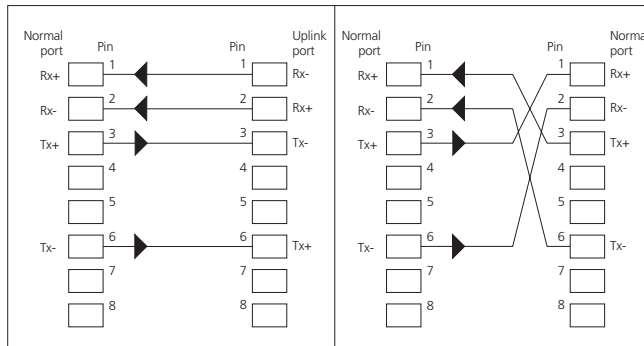 Normal port Pin Pin Uplink port
Rx+ 1 1 Rx-
Rx- 2 2 Rx+
Tx+ 3 3 Tx-
4 4
5 5
Tx- 6 6 Tx+
7 7
8 8
Normal port Pin Pin Normal port
Rx+ 1 1 Rx+
Rx- 2 2 Rx-
Tx+ 3 3 Tx+
4 4
5 5
Tx- 6 6 Tx-
7 7
8 8